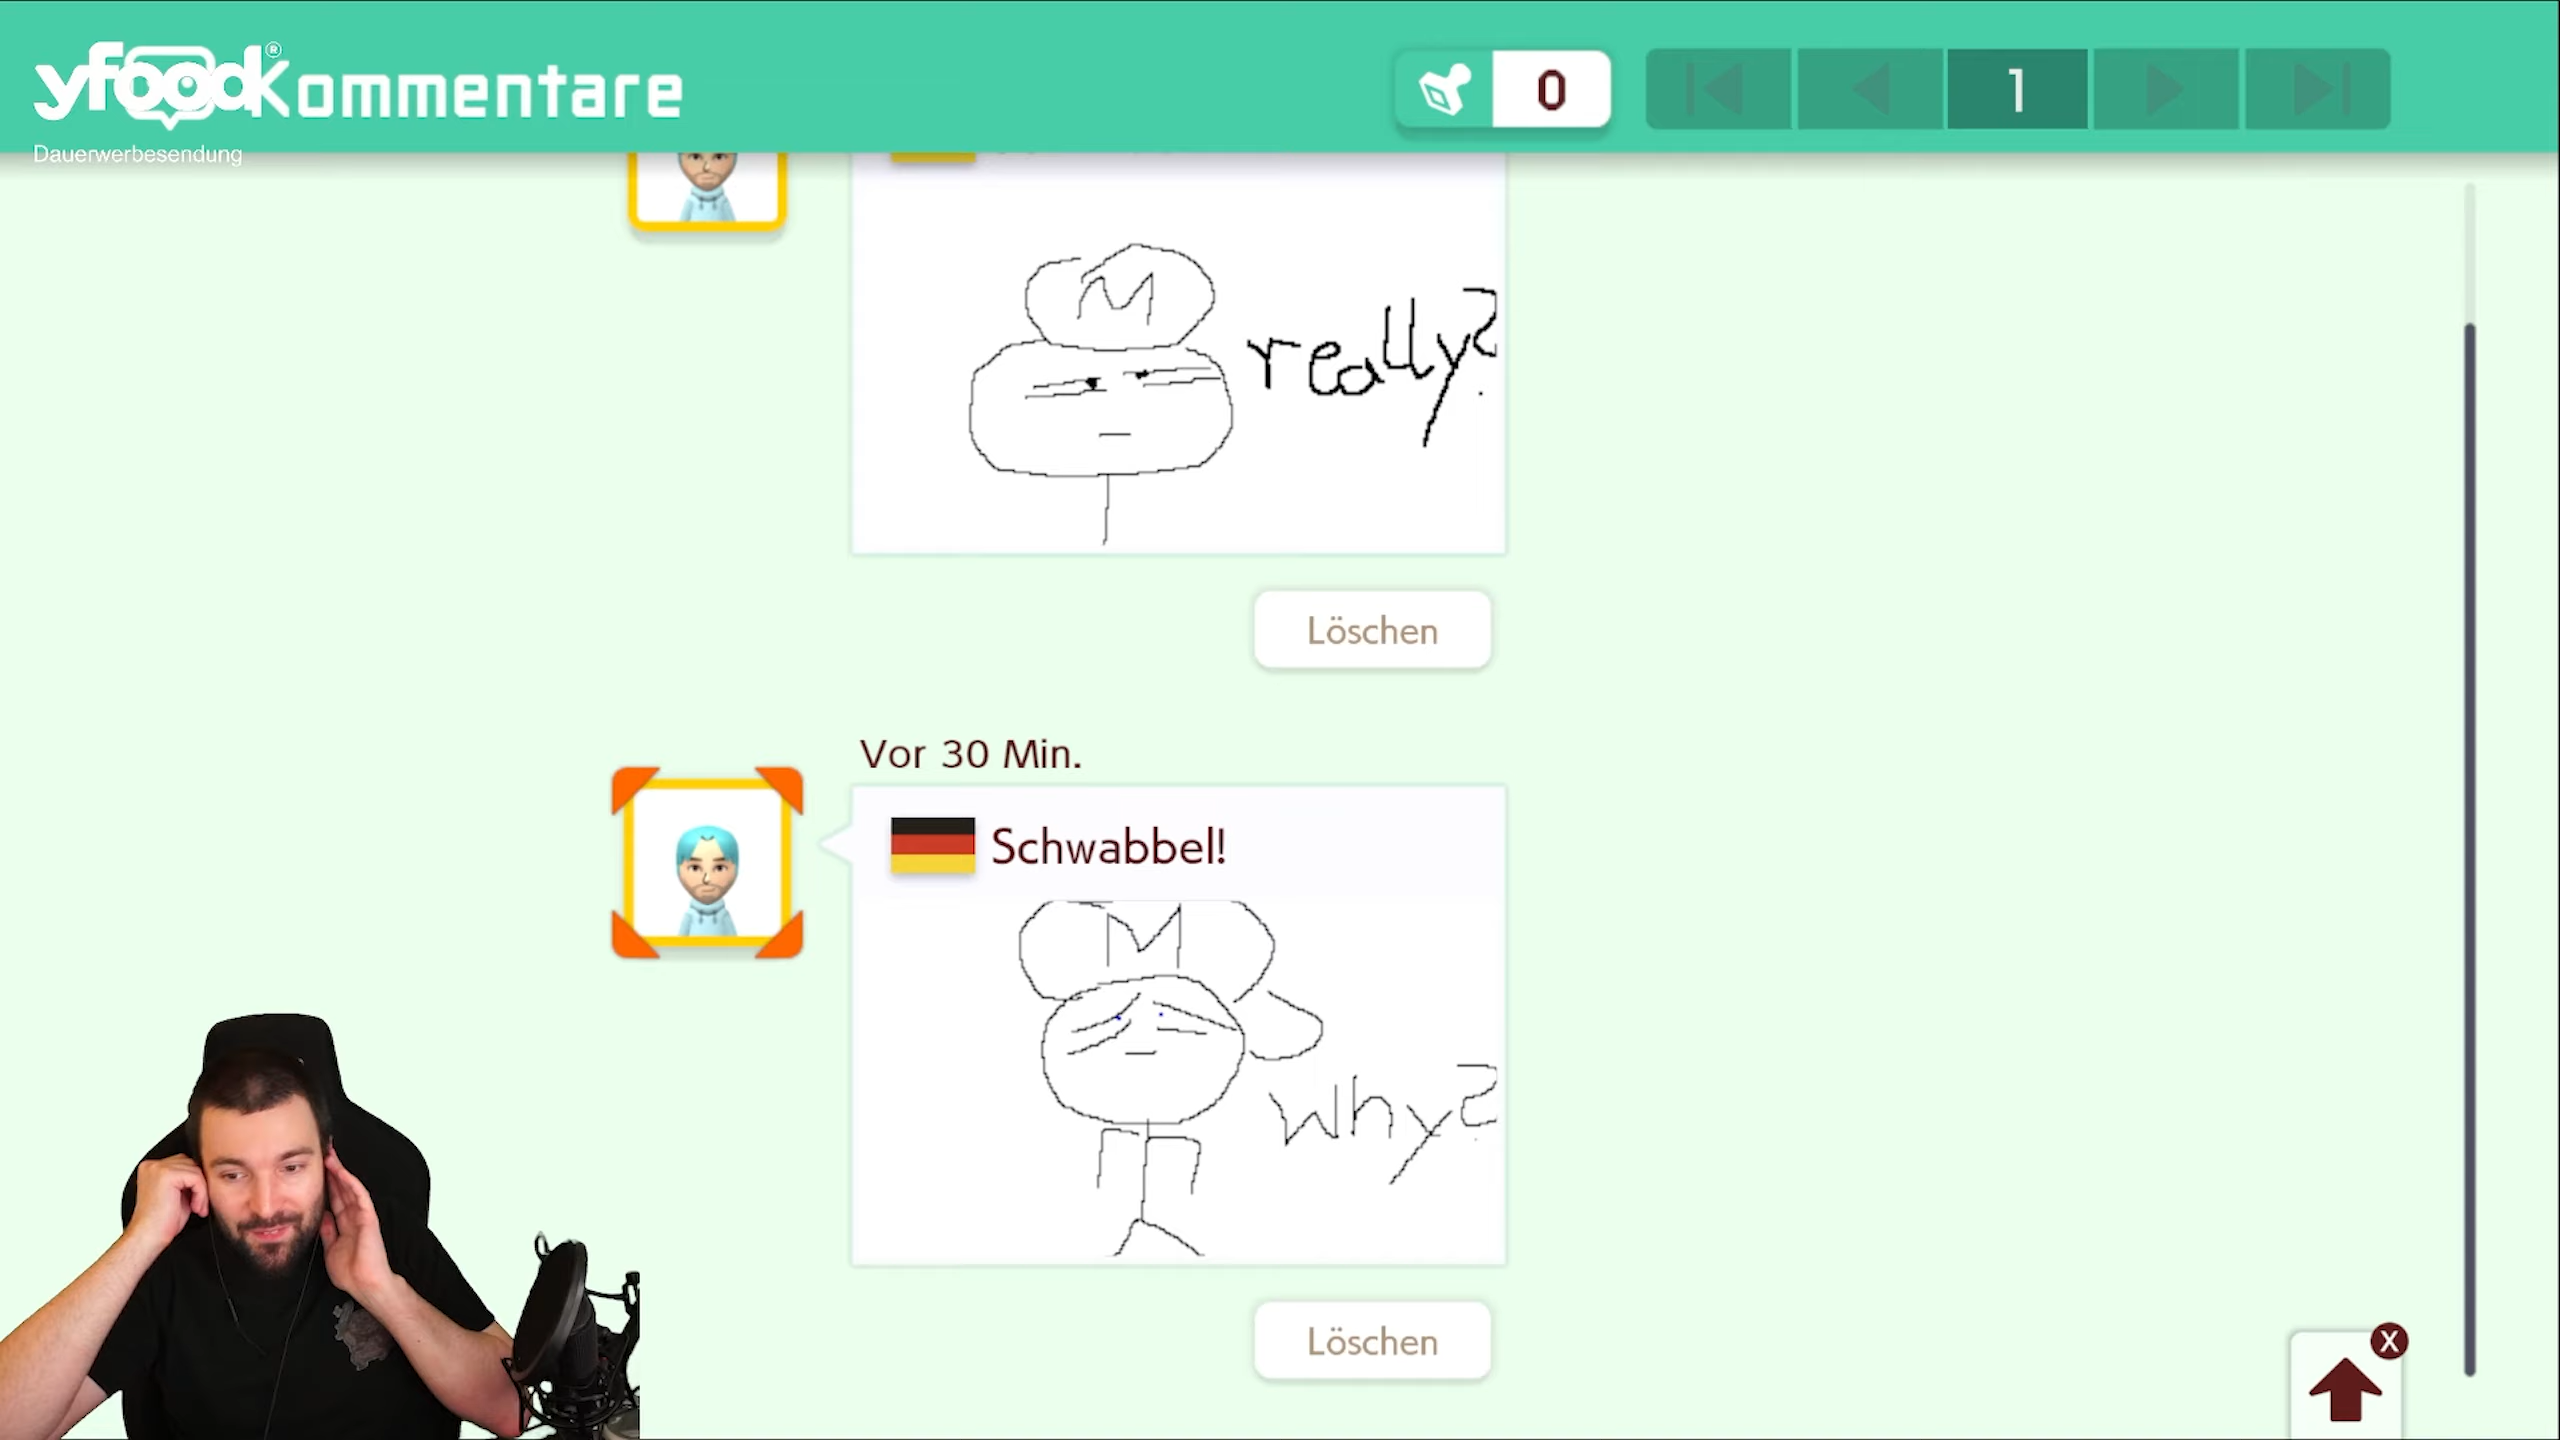 yfood®
Kommentare
0
1
Dauerwerbesendung
M
really?
Löschen
Vor 30 Min.
Schwabbel!
M
why?
Löschen
X